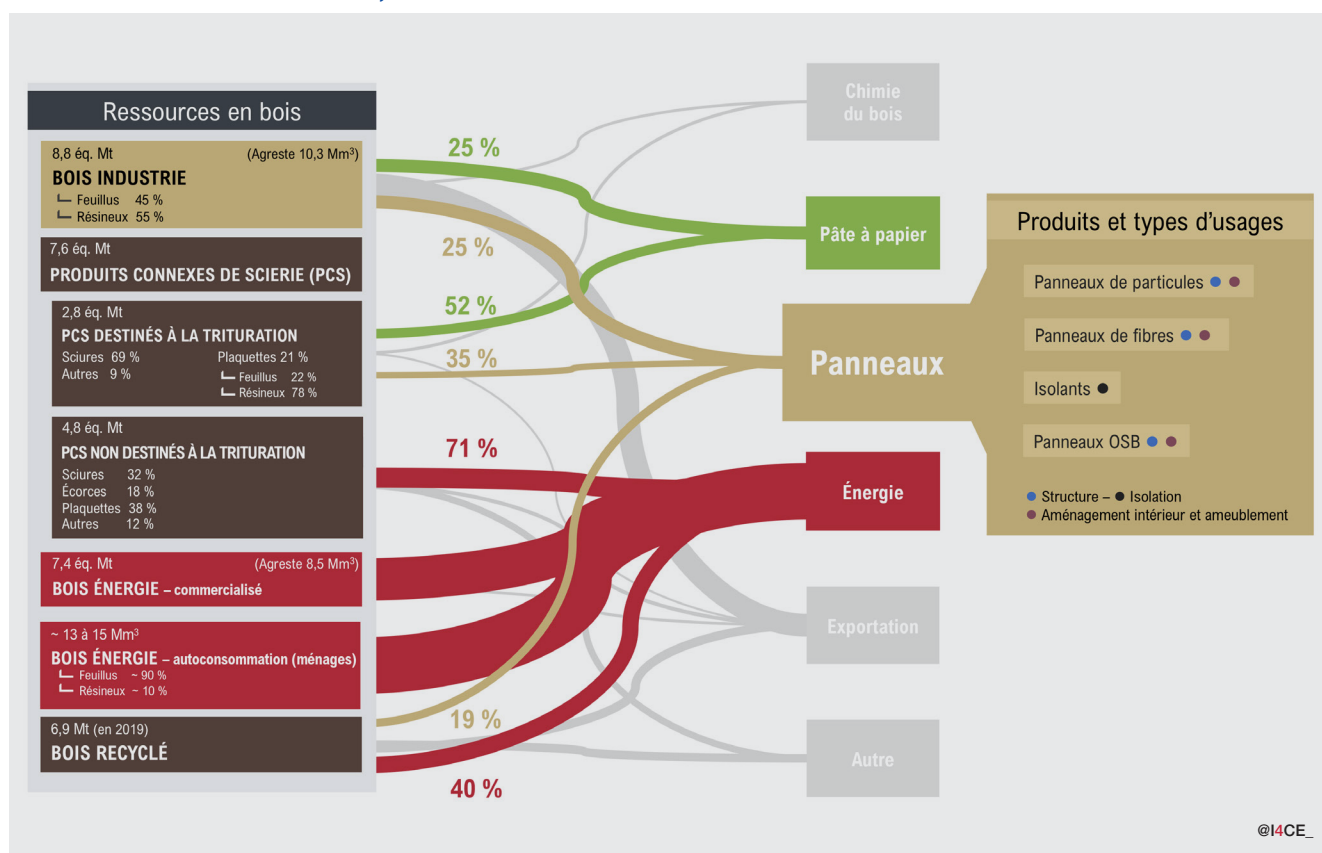 Ressources en bois
8,8 éq. Mt (Agreste 10,3 Mm³)
BOIS INDUSTRIE
Feuillus 45 %
Résineux 55 %
7,6 éq. Mt
PRODUITS CONNEXES DE SCIERIE (PCS)
2,8 éq. Mt
PCS DESTINÉS À LA TRITURATION
Sciures 69 % Plaquettes 21 %
Autres 9 % Feuillus 22 %
Résineux 78 %
4,8 éq. Mt
PCS NON DESTINÉS À LA TRITURATION
Sciures 32 %
Écorces 18 %
Plaquettes 38 %
Autres 12 %
7,4 éq. Mt (Agreste 8,5 Mm³)
BOIS ÉNERGIE – commercialisé
~ 13 à 15 Mm³
BOIS ÉNERGIE – autoconsommation (ménages)
Feuillus ~ 90 %
Résineux ~ 10 %
6,9 Mt (en 2019)
BOIS RECYCLÉ
25 %
25 %
52 %
35 %
71 %
19 %
40 %
Chimie
du bois
Pâte à papier
Panneaux
Énergie
Exportation
Autre
Produits et types d’usages
Panneaux de particules
Panneaux de fibres
Isolants
Panneaux OSB
Structure – Isolation
Aménagement intérieur et ameublement
@I4CE_